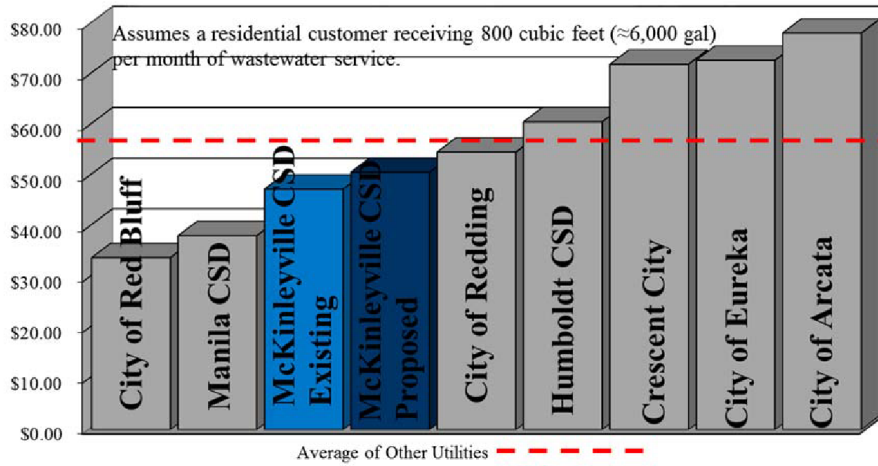 Assumes a residential customer receiving 800 cubic feet (≈6,000 gal)
per month of wastewater service.
$80.00
$70.00
$60.00
$50.00
$40.00
$30.00
$20.00
$10.00
$0.00
City of Red Bluff
Manila CSD
McKinleyville CSD
Existing
McKinleyville CSD
Proposed
City of Redding
Humboldt CSD
Crescent City
City of Eureka
City of Arcata
Average of Other Utilities